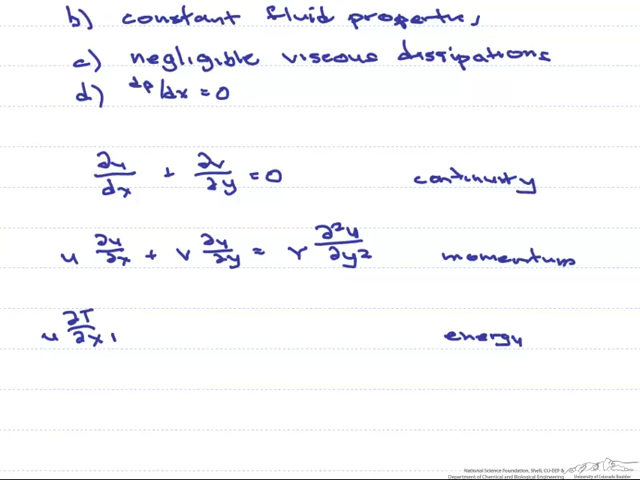 b) constant fluid properties
c) negligible viscous dissipations
d) dp/dx = 0
∂u/dx + ∂v/∂y = 0 continuity
u ∂u/∂x + v ∂u/∂y = ν ∂²u/∂y² momentum
u ∂T/∂x energy
National Science Foundation, Shell, CU-EEF &
Department of Chemical and Biological Engineering University of Colorado Boulder